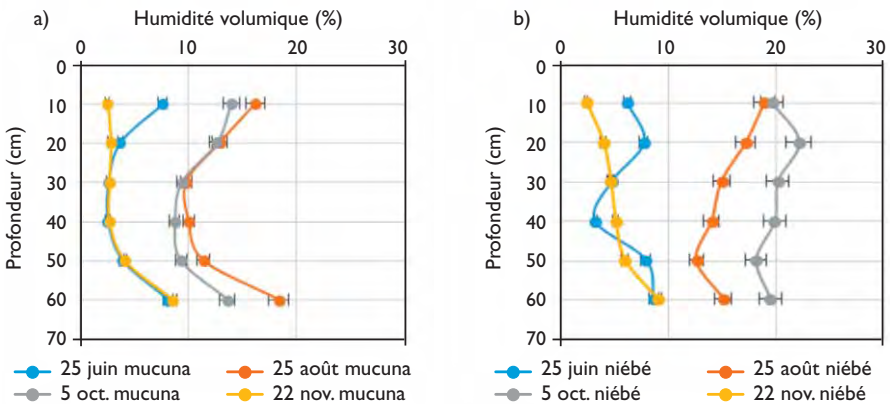 a) Humidité volumique (%)
0 10 20 30
0
10
20
30
40
50
60
70
Profondeur (cm)
25 juin mucuna 25 août mucuna
5 oct. mucuna 22 nov. mucuna
b) Humidité volumique (%)
0 10 20 30
0
10
20
30
40
50
60
70
Profondeur (cm)
25 juin niébé 25 août niébé
5 oct. niébé 22 nov. niébé